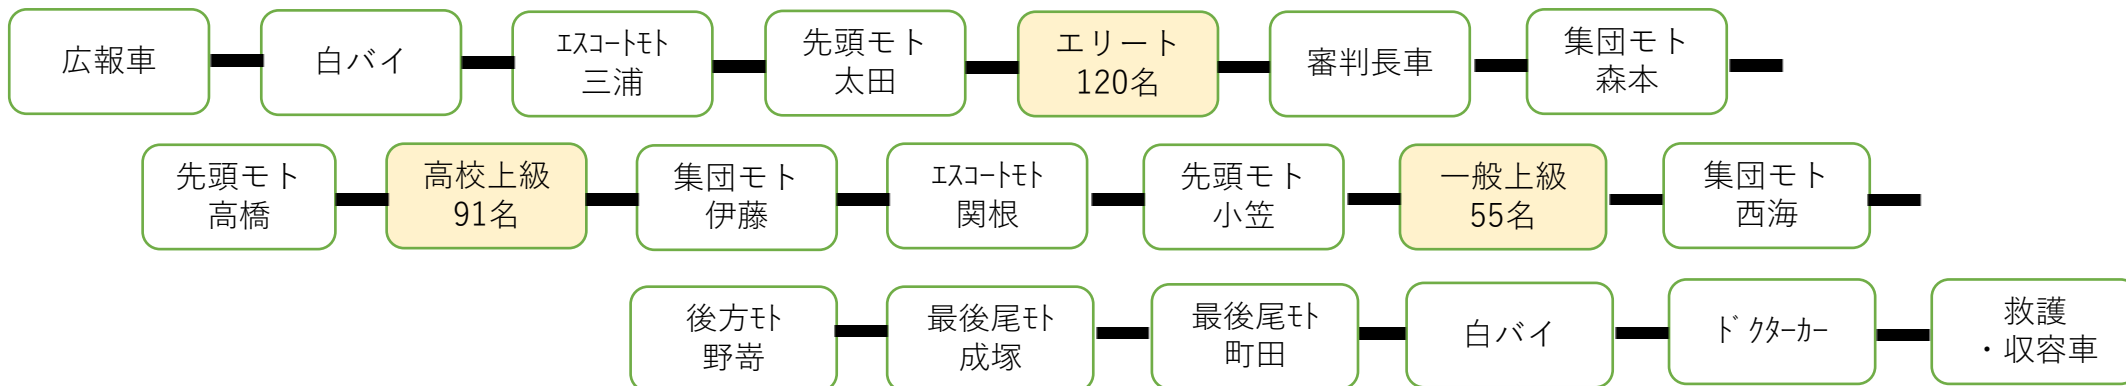 広報車
白バイ
ｴｽｺｰﾄﾓﾄ
三浦
先頭モト
太田
エリート
120名
審判長車
集団モト
森本
先頭モト
高橋
高校上級
91名
集団モト
伊藤
ｴｽｺｰﾄﾓﾄ
関根
先頭モト
小笠
一般上級
55名
集団モト
西海
後方ﾓﾄ
野嵜
最後尾ﾓﾄ
成塚
最後尾ﾓﾄ
町田
白バイ
ﾄﾞｸﾀｰｶｰ
救護
・収容車